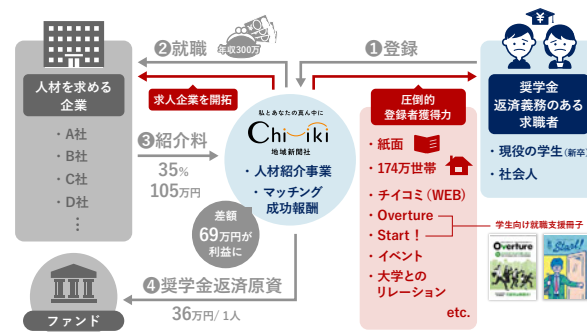 ❷就職
年収300万
❶登録
人材を求める
企業
求人企業を開拓
圧倒的
登録者獲得力
奨学金
返済義務のある
求職者
・A社
・B社
・C社
・D社
⋮
❸紹介料
35%
105万円
私とあなたの真ん中に
Chiiki
地域新聞社
・人材紹介事業
・マッチング
成功報酬
差額
69万円が
利益に
・紙面
・174万世帯
・チイコミ(WEB)
・Overture
・Start!
・イベント
・大学との
リレーション
etc.
・現役の学生(新卒)
・社会人
学生向け就職支援冊子
Overture
Start!
❹奨学金返済原資
36万円/1人
ファンド